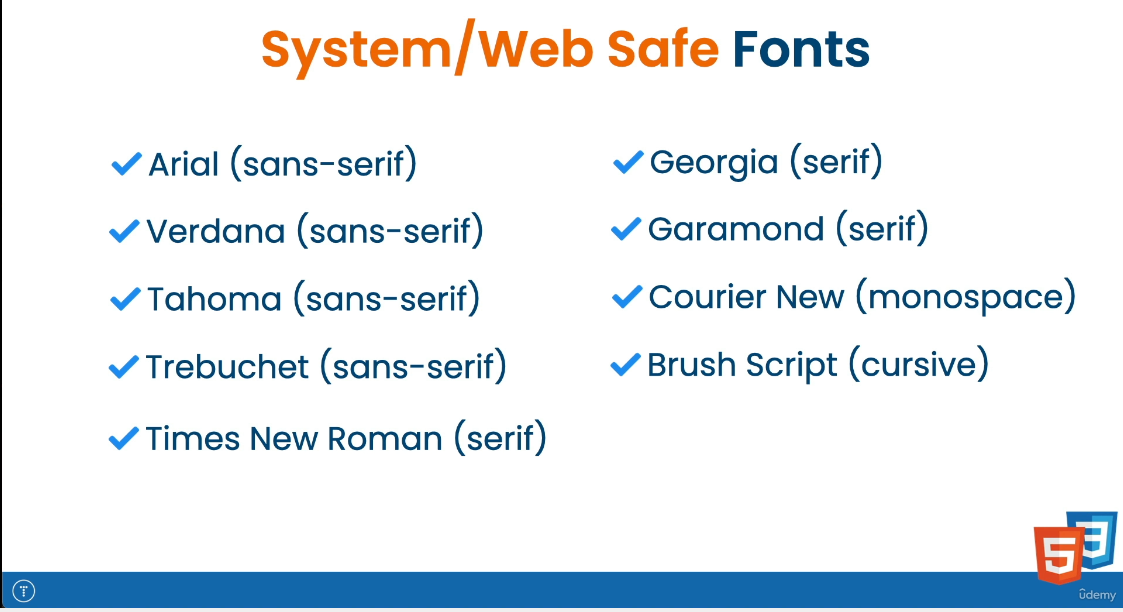 System/Web Safe Fonts
Arial (sans-serif)
Verdana (sans-serif)
Tahoma (sans-serif)
Trebuchet (sans-serif)
Times New Roman (serif)
Georgia (serif)
Garamond (serif)
Courier New (monospace)
Brush Script (cursive)
5
3
T
ûdemy